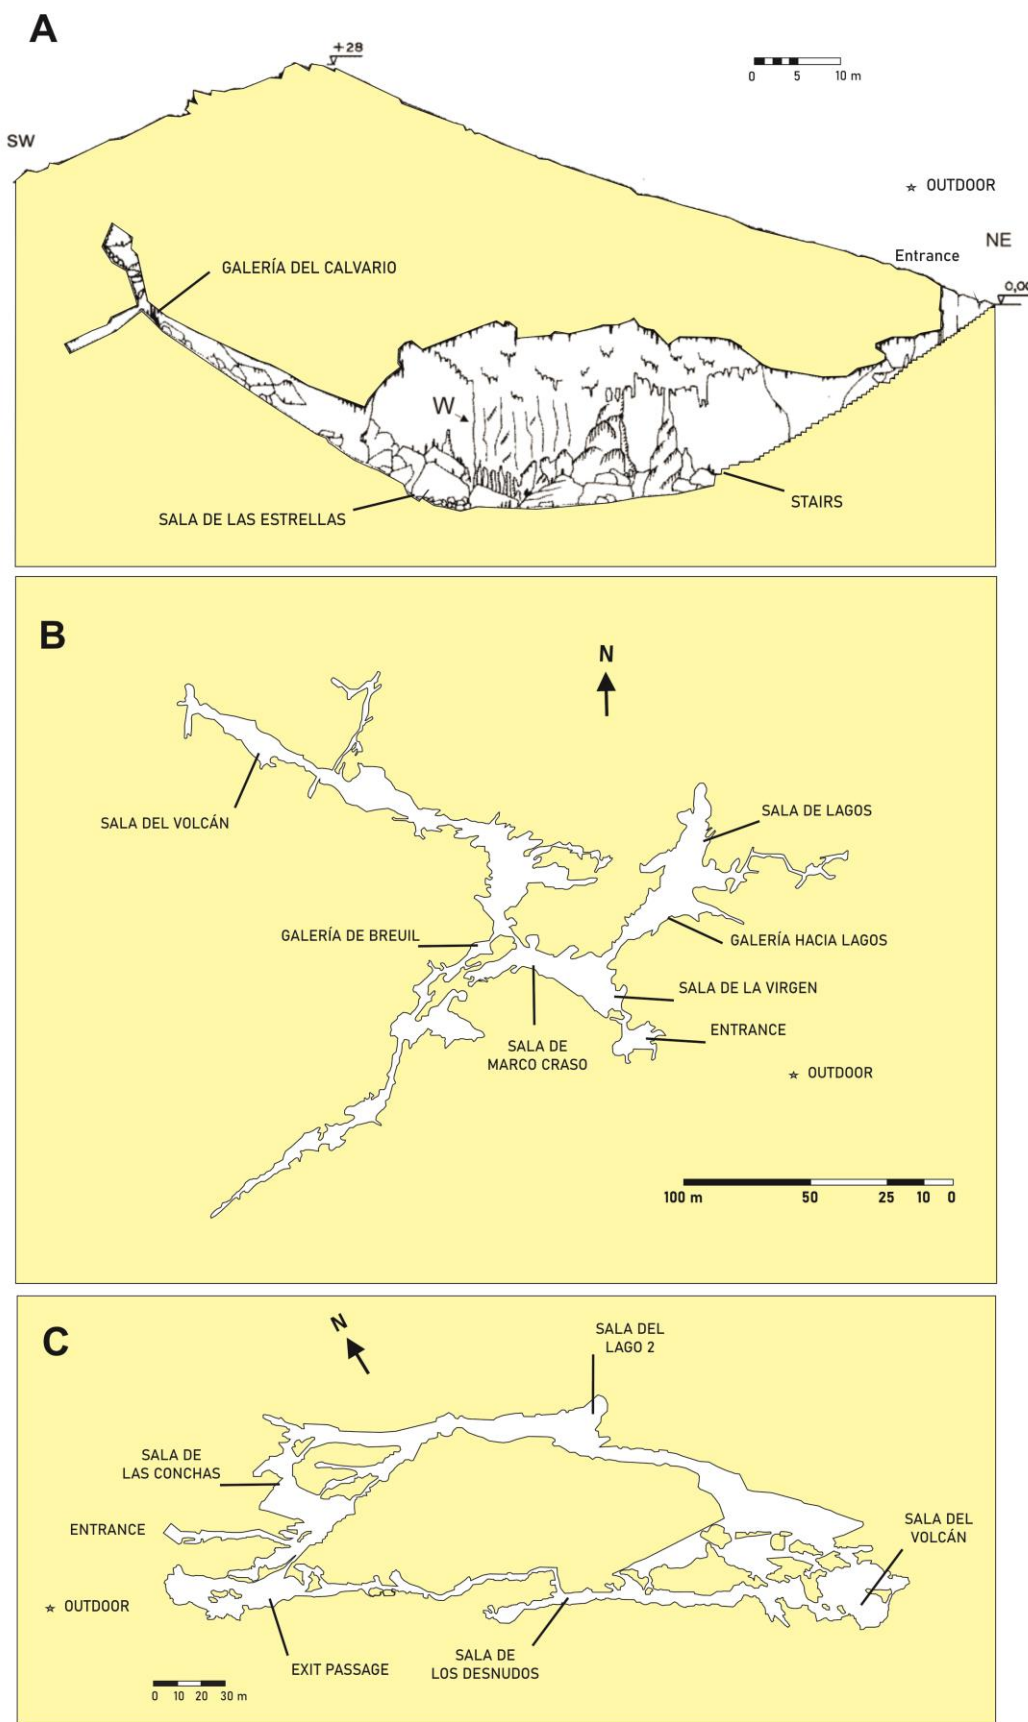 A
+28
0 5 10 m
SW
OUTDOOR
NE
Entrance
GALERÍA DEL CALVARIO
W
STAIRS
SALA DE LAS ESTRELLAS
B
N
SALA DEL VOLCÁN
SALA DE LAGOS
GALERÍA DE BREUIL
GALERÍA HACIA LAGOS
SALA DE LA VIRGEN
ENTRANCE
SALA DE
MARCO CRASO
OUTDOOR
100 m 50 25 10 0
C
N
SALA DEL
LAGO 2
SALA DE
LAS CONCHAS
ENTRANCE
SALA DEL
VOLCÁN
OUTDOOR
EXIT PASSAGE
SALA DE
LOS DESNUDOS
0 10 20 30 m